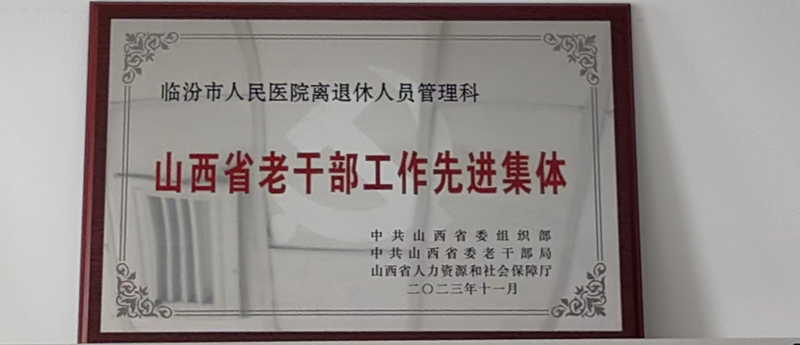 临汾市人民医院离退休人员管理科
山西省老干部工作先进集体
中共山西省委组织部
中共山西省委老干部局
山西省人力资源和社会保障厅
二〇二三年十一月